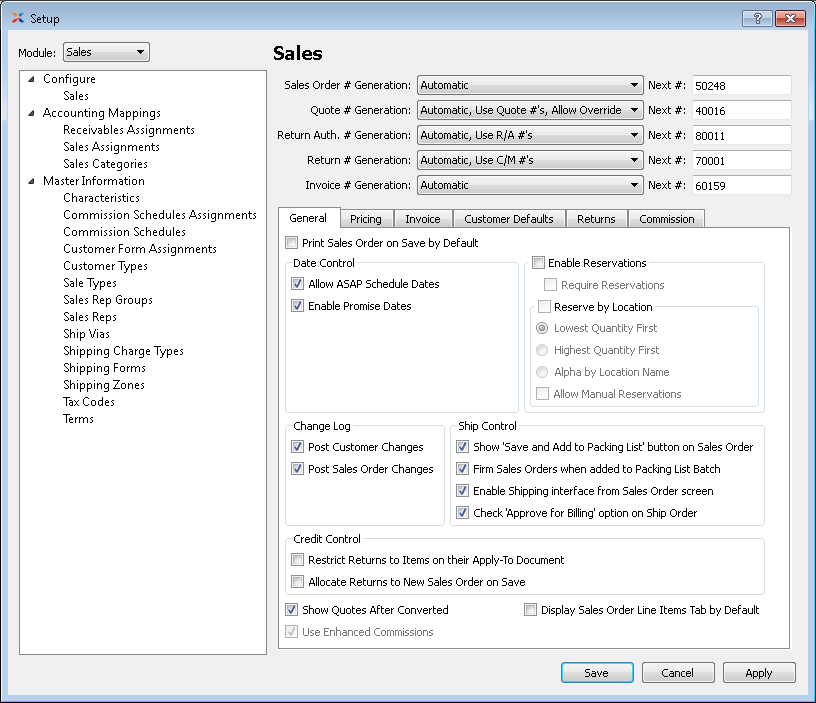 Setup
Module: Sales
Configure
Sales
Accounting Mappings
Receivables Assignments
Sales Assignments
Sales Categories
Master Information
Characteristics
Commission Schedules Assignments
Commission Schedules
Customer Form Assignments
Customer Types
Sale Types
Sales Rep Groups
Sales Reps
Ship Vias
Shipping Charge Types
Shipping Forms
Shipping Zones
Tax Codes
Terms
Sales
Sales Order # Generation: Automatic Next #: 50248
Quote # Generation: Automatic, Use Quote #'s, Allow Override Next #: 40016
Return Auth. # Generation: Automatic, Use R/A #'s Next #: 80011
Return # Generation: Automatic, Use C/M #'s Next #: 70001
Invoice # Generation: Automatic Next #: 60159
General Pricing Invoice Customer Defaults Returns Commission
Print Sales Order on Save by Default
Date Control
Allow ASAP Schedule Dates
Enable Promise Dates
Enable Reservations
Require Reservations
Reserve by Location
Lowest Quantity First
Highest Quantity First
Alpha by Location Name
Allow Manual Reservations
Change Log
Post Customer Changes
Post Sales Order Changes
Ship Control
Show 'Save and Add to Packing List' button on Sales Order
Firm Sales Orders when added to Packing List Batch
Enable Shipping interface from Sales Order screen
Check 'Approve for Billing' option on Ship Order
Credit Control
Restrict Returns to Items on their Apply-To Document
Allocate Returns to New Sales Order on Save
Show Quotes After Converted Display Sales Order Line Items Tab by Default
Use Enhanced Commissions
Save Cancel Apply